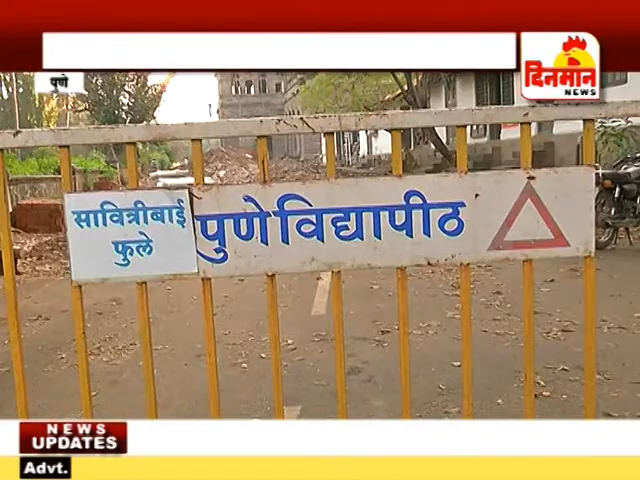 दिनमान
NEWS
पुणे
सावित्रीबाई
फुले
पुणे विद्यापीठ
NEWS
UPDATES
Advt.